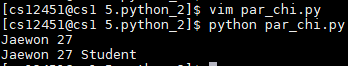 [cs12451@cs1 5.python_2]$ vim par_chi.py
[cs12451@cs1 5.python_2]$ python par_chi.py
Jaewon 27
Jaewon 27 Student